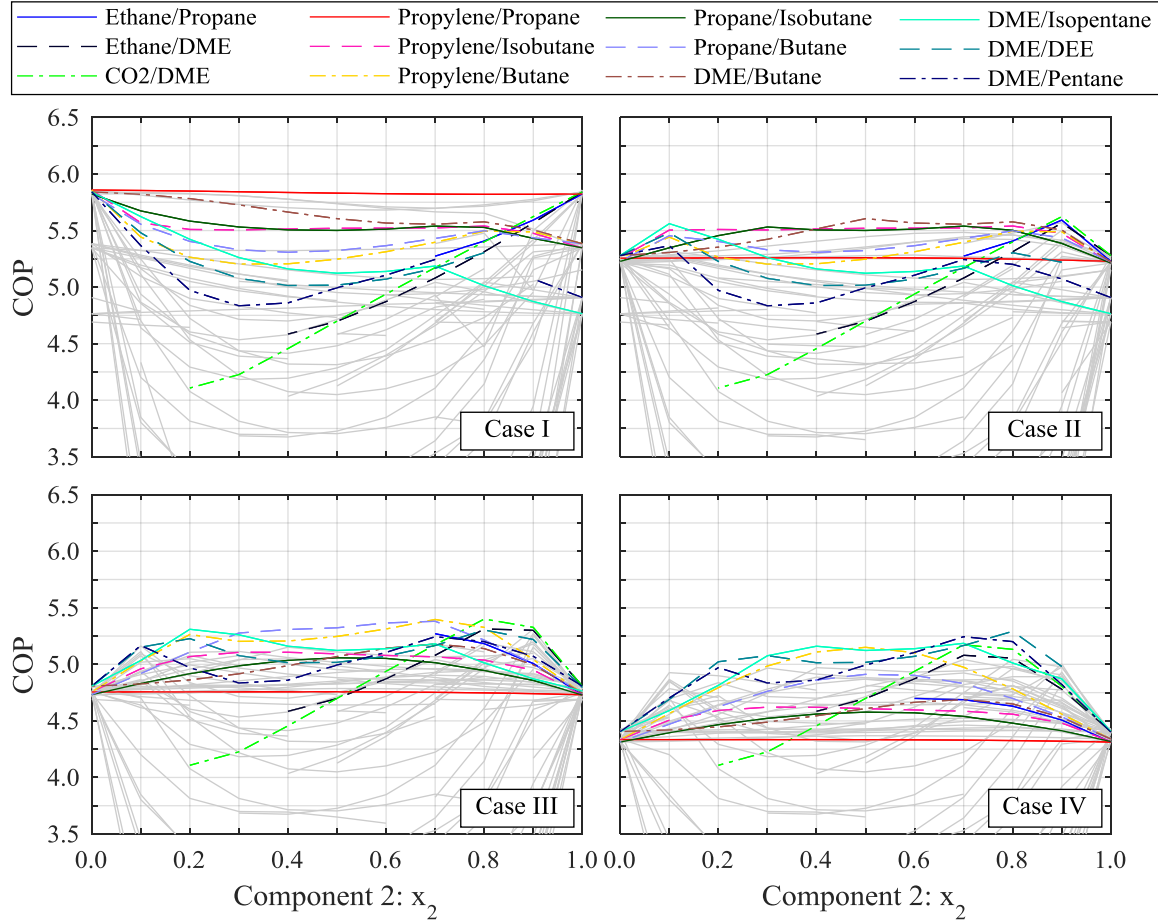 Ethane/Propane Propylene/Propane Propane/Isobutane DME/Isopentane
Ethane/DME Propylene/Isobutane Propane/Butane DME/DEE
CO2/DME Propylene/Butane DME/Butane DME/Pentane
6.5
6.0
5.5
5.0
4.5
4.0
3.5
COP
Case I
Case II
6.5
6.0
5.5
5.0
4.5
4.0
3.5
COP
Case III
Case IV
0.0 0.2 0.4 0.6 0.8 1.0 0.0 0.2 0.4 0.6 0.8 1.0
Component 2: x2 Component 2: x2